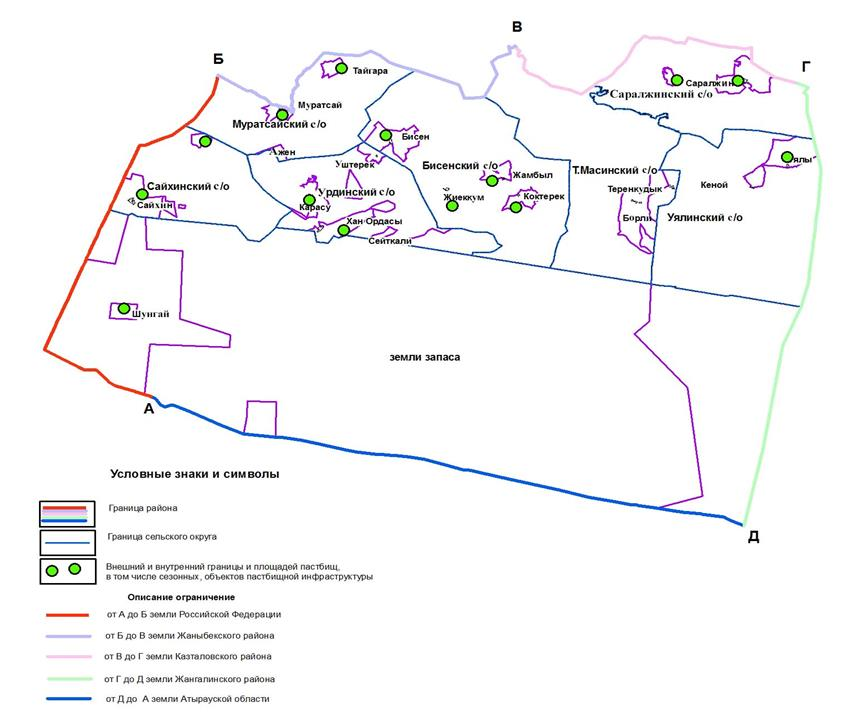 В
Б
Г
Тайгара
Саралжин
Саралжинский с/о
Муратсай
Муратсайский с/о
Бисен
Ажен
Уштерек
Бисенский с/о
Жамбыл
Т.Масинский с/о
Уялы
Кеной
Сайхинский с/о
Сайхин
Урдинский с/о
Карасу
Жиеккум
Коктерек
Теренкудык
Борли
Уялинский с/о
Хан Ордасы
Сейткали
Шунгай
земли запаса
А
Д
Условные знаки и символы
Граница района
Граница сельского округа
Внешний и внутренний границы и площадей пастбищ,
в том числе сезонных, объектов пастбищной инфраструктуры
Описание ограничение
от А до Б земли Российской Федерации
от Б до В земли Жаныбекского района
от В до Г земли Казталовского района
от Г до Д земли Жангалинского района
от Д до А земли Атырауской области